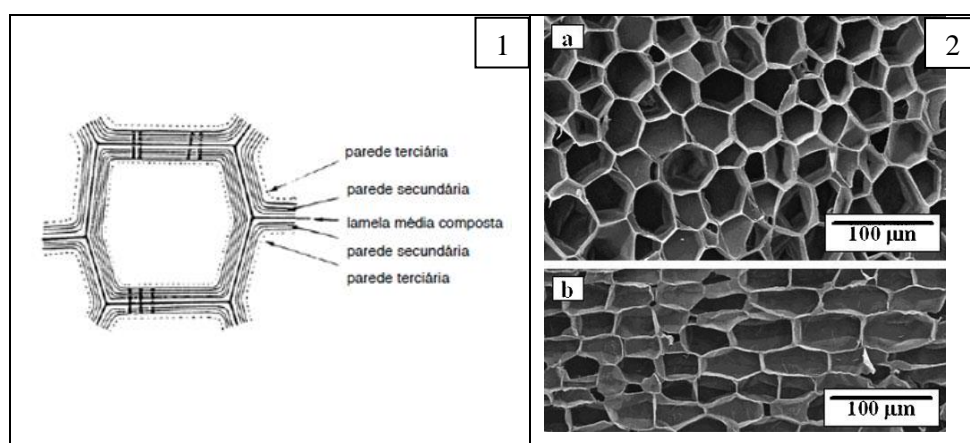 1
parede terciária
parede secundária
lamela média composta
parede secundária
parede terciária
2
a
100 μm
b
100 μm